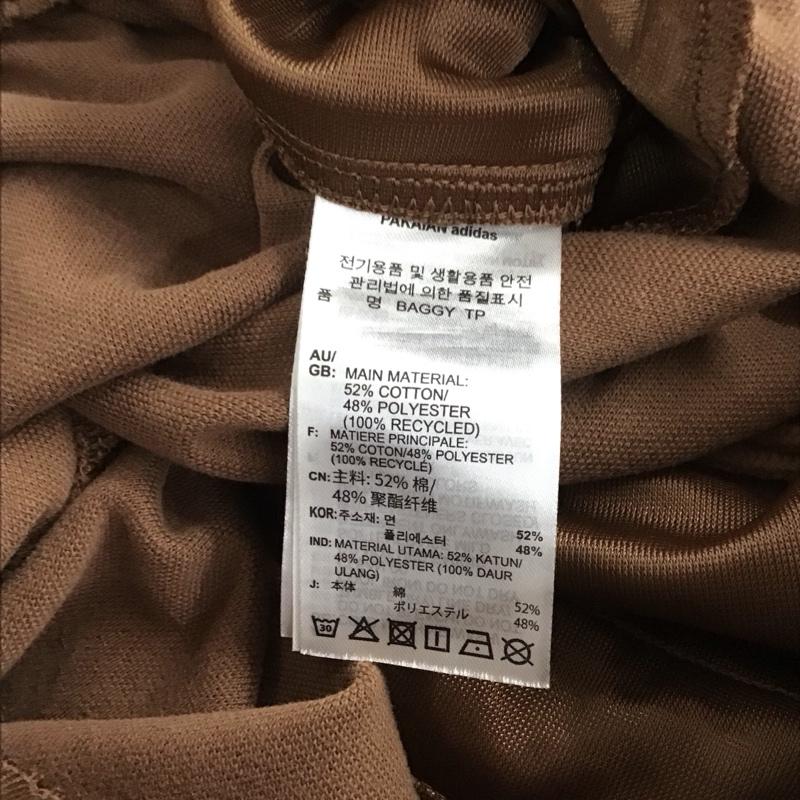 PAKAIAN adidas
전기용품 및 생활용품 안전
관리법에 의한 품질표시
품 명 BAGGY TP
AU/
GB: MAIN MATERIAL:
52% COTTON/
48% POLYESTER
(100% RECYCLED)
F: MATIERE PRINCIPALE:
52% COTON/48% POLYESTER
(100% RECYCLÉ)
CN: 主料: 52% 棉/
48% 聚酯纤维
KOR: 주소재: 면 52%
폴리에스터 48%
IND: MATERIAL UTAMA: 52% KATUN/
48% POLYESTER (100% DAUR
ULANG)
J: 本体 綿 52%
ポリエステル 48%
30